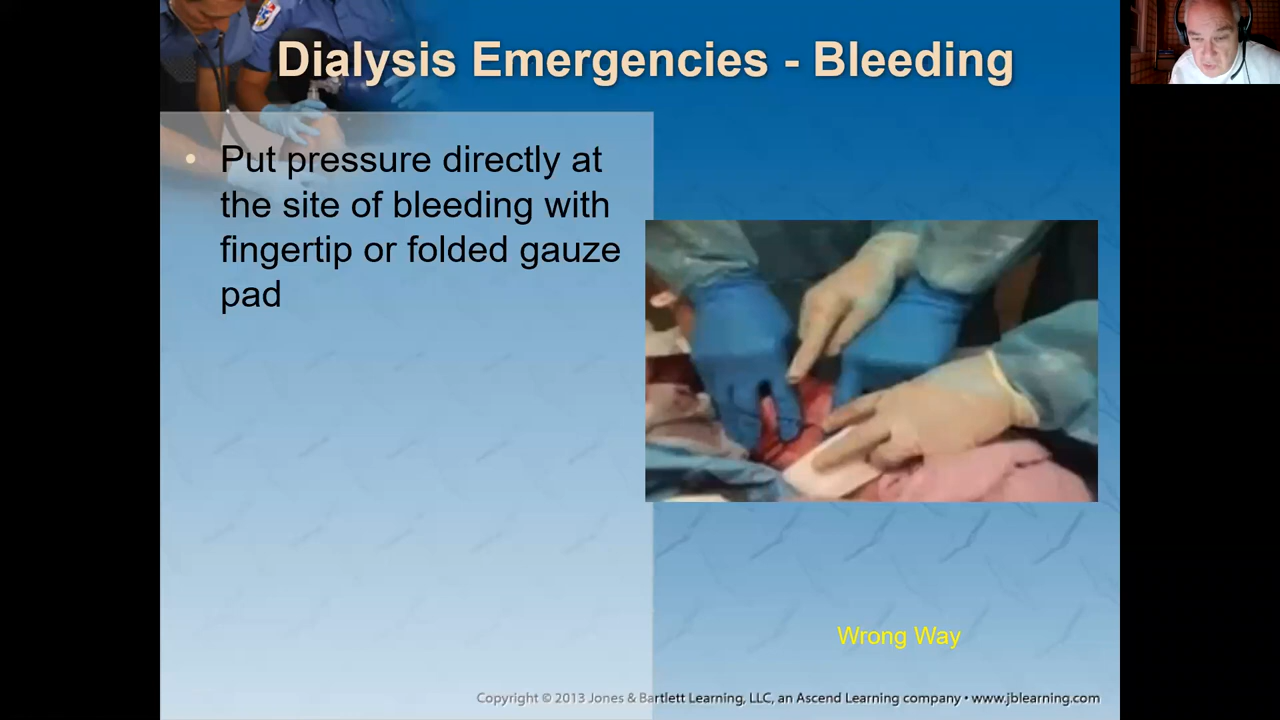 Dialysis Emergencies - Bleeding
• Put pressure directly at
the site of bleeding with
fingertip or folded gauze
pad
Wrong Way
Copyright © 2013 Jones & Bartlett Learning, LLC, an Ascend Learning company • www.jblearning.com